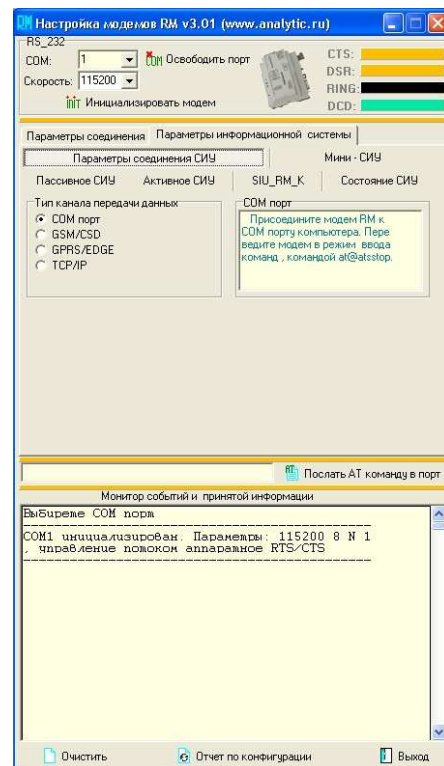 Настройка модемов RM v3.01 (www.analytic.ru)
RS_232
COM: 1 Освободить порт
Скорость: 115200
Инициализировать модем
CTS:
DSR:
RING:
DCD:
Параметры соединения Параметры информационной системы
Параметры соединения СИУ Мини - СИУ
Пассивное СИУ Активное СИУ SIU_RM_K Состояние СИУ
Тип канала передачи данных
COM порт
GSM/CSD
GPRS/EDGE
TCP/IP
COM порт
Присоедините модем RM к
COM порту компьютера. Пере
ведите модем в режим ввода
команд , командой at@atsstop.
Послать АТ команду в порт
Монитор событий и принятой информации
Выберете COM порт
COM1 инициализирован. Параметры: 115200 8 N 1
, управление потоком аппаратное RTS/CTS
Очистить Отчет по конфигурации Выход